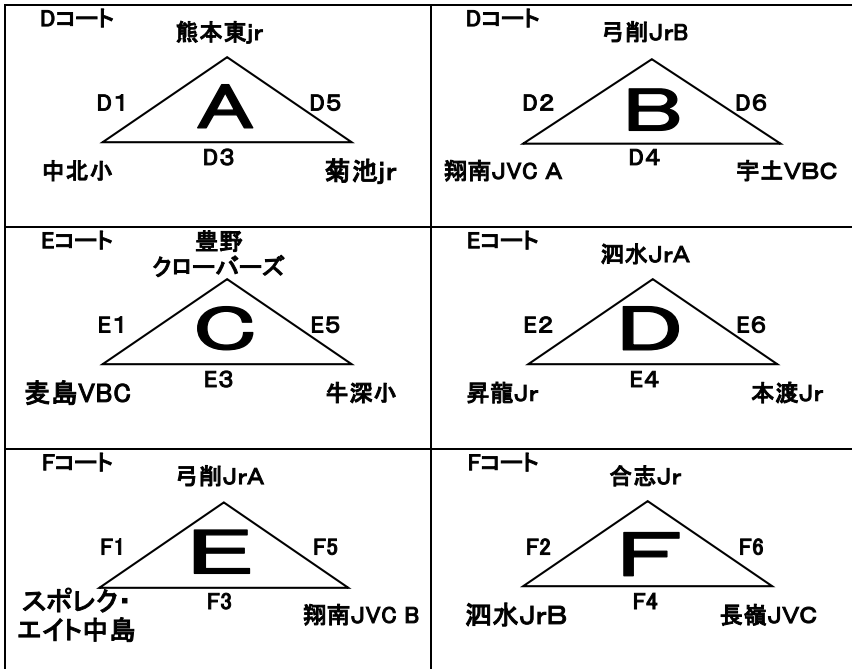 Dコート
熊本東jr
D1
A
D5
D3
中北小
菊池jr
Dコート
弓削JrB
D2
B
D6
D4
翔南JVC A
宇土VBC
Eコート
豊野
クローバーズ
E1
C
E5
E3
麦島VBC
牛深小
Eコート
泗水JrA
E2
D
E6
E4
昇龍Jr
本渡Jr
Fコート
弓削JrA
F1
E
F5
F3
スポレク・
エイト中島
翔南JVC B
Fコート
合志Jr
F2
F
F6
F4
泗水JrB
長嶺JVC